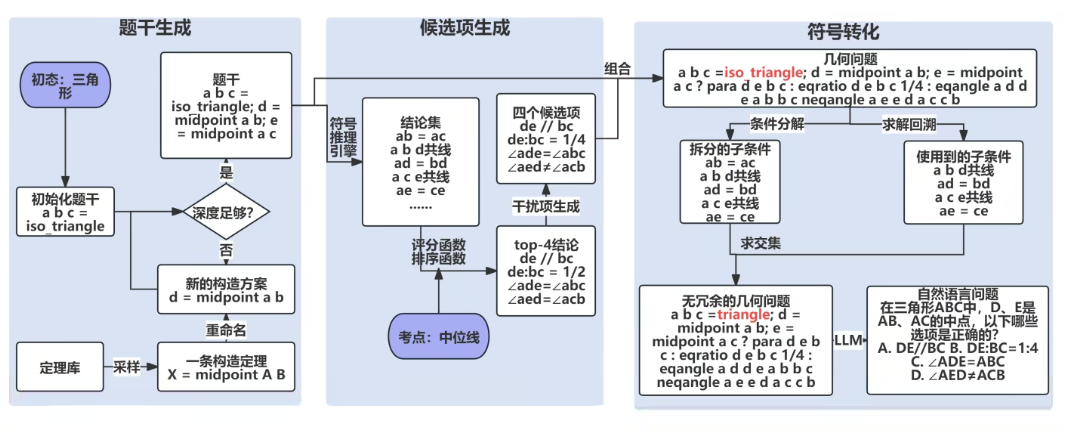 题干生成
初态：三角
形
初始化题干
a b c =
iso_triangle
题干
a b c =
iso_triangle; d =
midpoint a b; e
= midpoint a c
是
深度足够?
否
新的构造方案
d = midpoint a b
重命名
定理库
采样
一条构造定理
X = midpoint A B
候选项生成
符号
推理
引擎
结论集
ab = ac
a b d共线
ad = bd
a c e共线
ae = ce
......
评分函数
排序函数
考点：中位线
四个候选项
de // bc
de:bc = 1/4
∠ade=∠abc
∠aed≠∠acb
干扰项生成
top-4结论
de // bc
de:bc = 1/2
∠ade=∠abc
∠aed=∠acb
组合
符号转化
几何问题
a b c =iso_triangle; d = midpoint a b; e = midpoint
a c ? para d e b c : eqratio d e b c 1/4 : eqangle a d d
e a b b c neqangle a e e d a c c b
条件分解
求解回溯
拆分的子条件
ab = ac
a b d共线
ad = bd
a c e共线
ae = ce
使用到的子条件
a b d共线
ad = bd
a c e共线
ae = ce
求交集
无冗余的几何问题
a b c =triangle; d =
midpoint a b; e =
midpoint a c ? para d e b
c : eqratio d e b c 1/4 :
eqangle a d d e a b b c
neqangle a e e d a c c b
LLM
自然语言问题
在三角形ABC中，D、E是
AB、AC的中点，以下哪些
选项是正确的？
A. DE//BC B. DE:BC=1:4
C. ∠ADE=ABC
D. ∠AED≠ACB